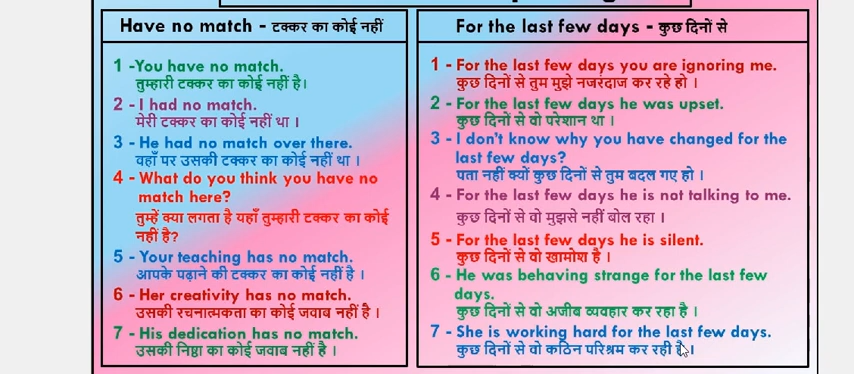 Have no match - टक्कर का कोई नहीं
1 -You have no match.
तुम्हारी टक्कर का कोई नहीं है।
2 - I had no match.
मेरी टक्कर का कोई नहीं था ।
3 - He had no match over there.
वहाँ पर उसकी टक्कर का कोई नहीं था ।
4 - What do you think you have no
match here?
तुम्हें क्या लगता है यहाँ तुम्हारी टक्कर का कोई
नहीं है?
5 - Your teaching has no match.
आपके पढ़ाने की टक्कर का कोई नहीं है ।
6 - Her creativity has no match.
उसकी रचनात्मकता का कोई जवाब नहीं है ।
7 - His dedication has no match.
उसकी निष्ठा का कोई जवाब नहीं है ।
For the last few days - कुछ दिनों से
1 - For the last few days you are ignoring me.
कुछ दिनों से तुम मुझे नजरंदाज कर रहे हो ।
2 - For the last few days he was upset.
कुछ दिनों से वो परेशान था ।
3 - I don't know why you have changed for the
last few days?
पता नहीं क्यों कुछ दिनों से तुम बदल गए हो ।
4 - For the last few days he is not talking to me.
कुछ दिनों से वो मुझसे नहीं बोल रहा ।
5 - For the last few days he is silent.
कुछ दिनों से वो खामोश है ।
6 - He was behaving strange for the last few
days.
कुछ दिनों से वो अजीब व्यवहार कर रहा है ।
7 - She is working hard for the last few days.
कुछ दिनों से वो कठिन परिश्रम कर रही है ।